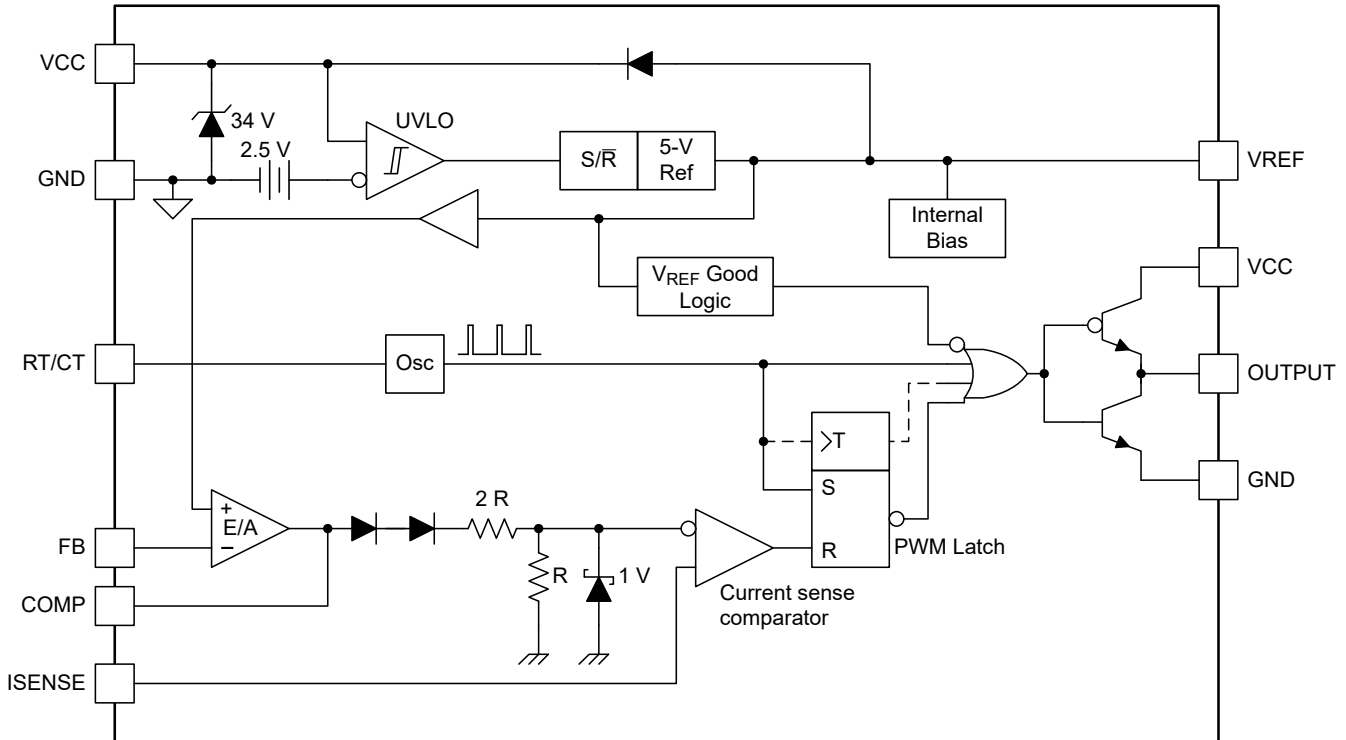 VCC
34 V
UVLO
2.5 V
S/R̅
5-V
Ref
GND
VREF
Internal
Bias
VREF Good
Logic
VCC
RT/CT
Osc
OUTPUT
T
S
R
PWM Latch
GND
+
E/A
−
2 R
R
1 V
FB
COMP
Current sense
comparator
ISENSE